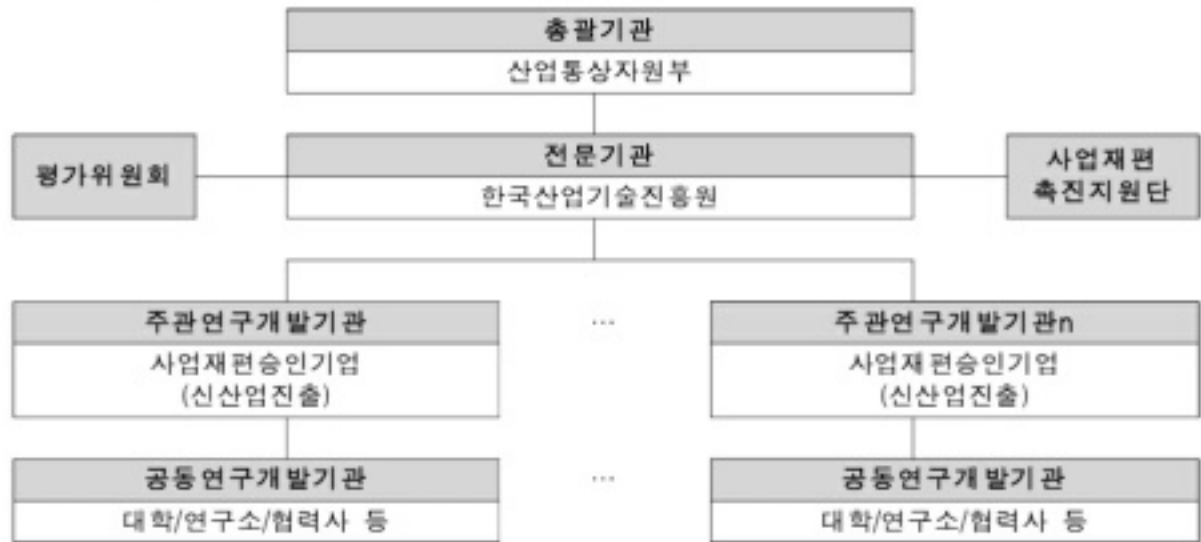 총괄기관
산업통상자원부
평가위원회
전문기관
한국산업기술진흥원
사업재편
촉진지원단
주관연구개발기관
사업재편승인기업
(신산업진출)
...
주관연구개발기관n
사업재편승인기업
(신산업진출)
공동연구개발기관
대학/연구소/협력사 등
...
공동연구개발기관
대학/연구소/협력사 등